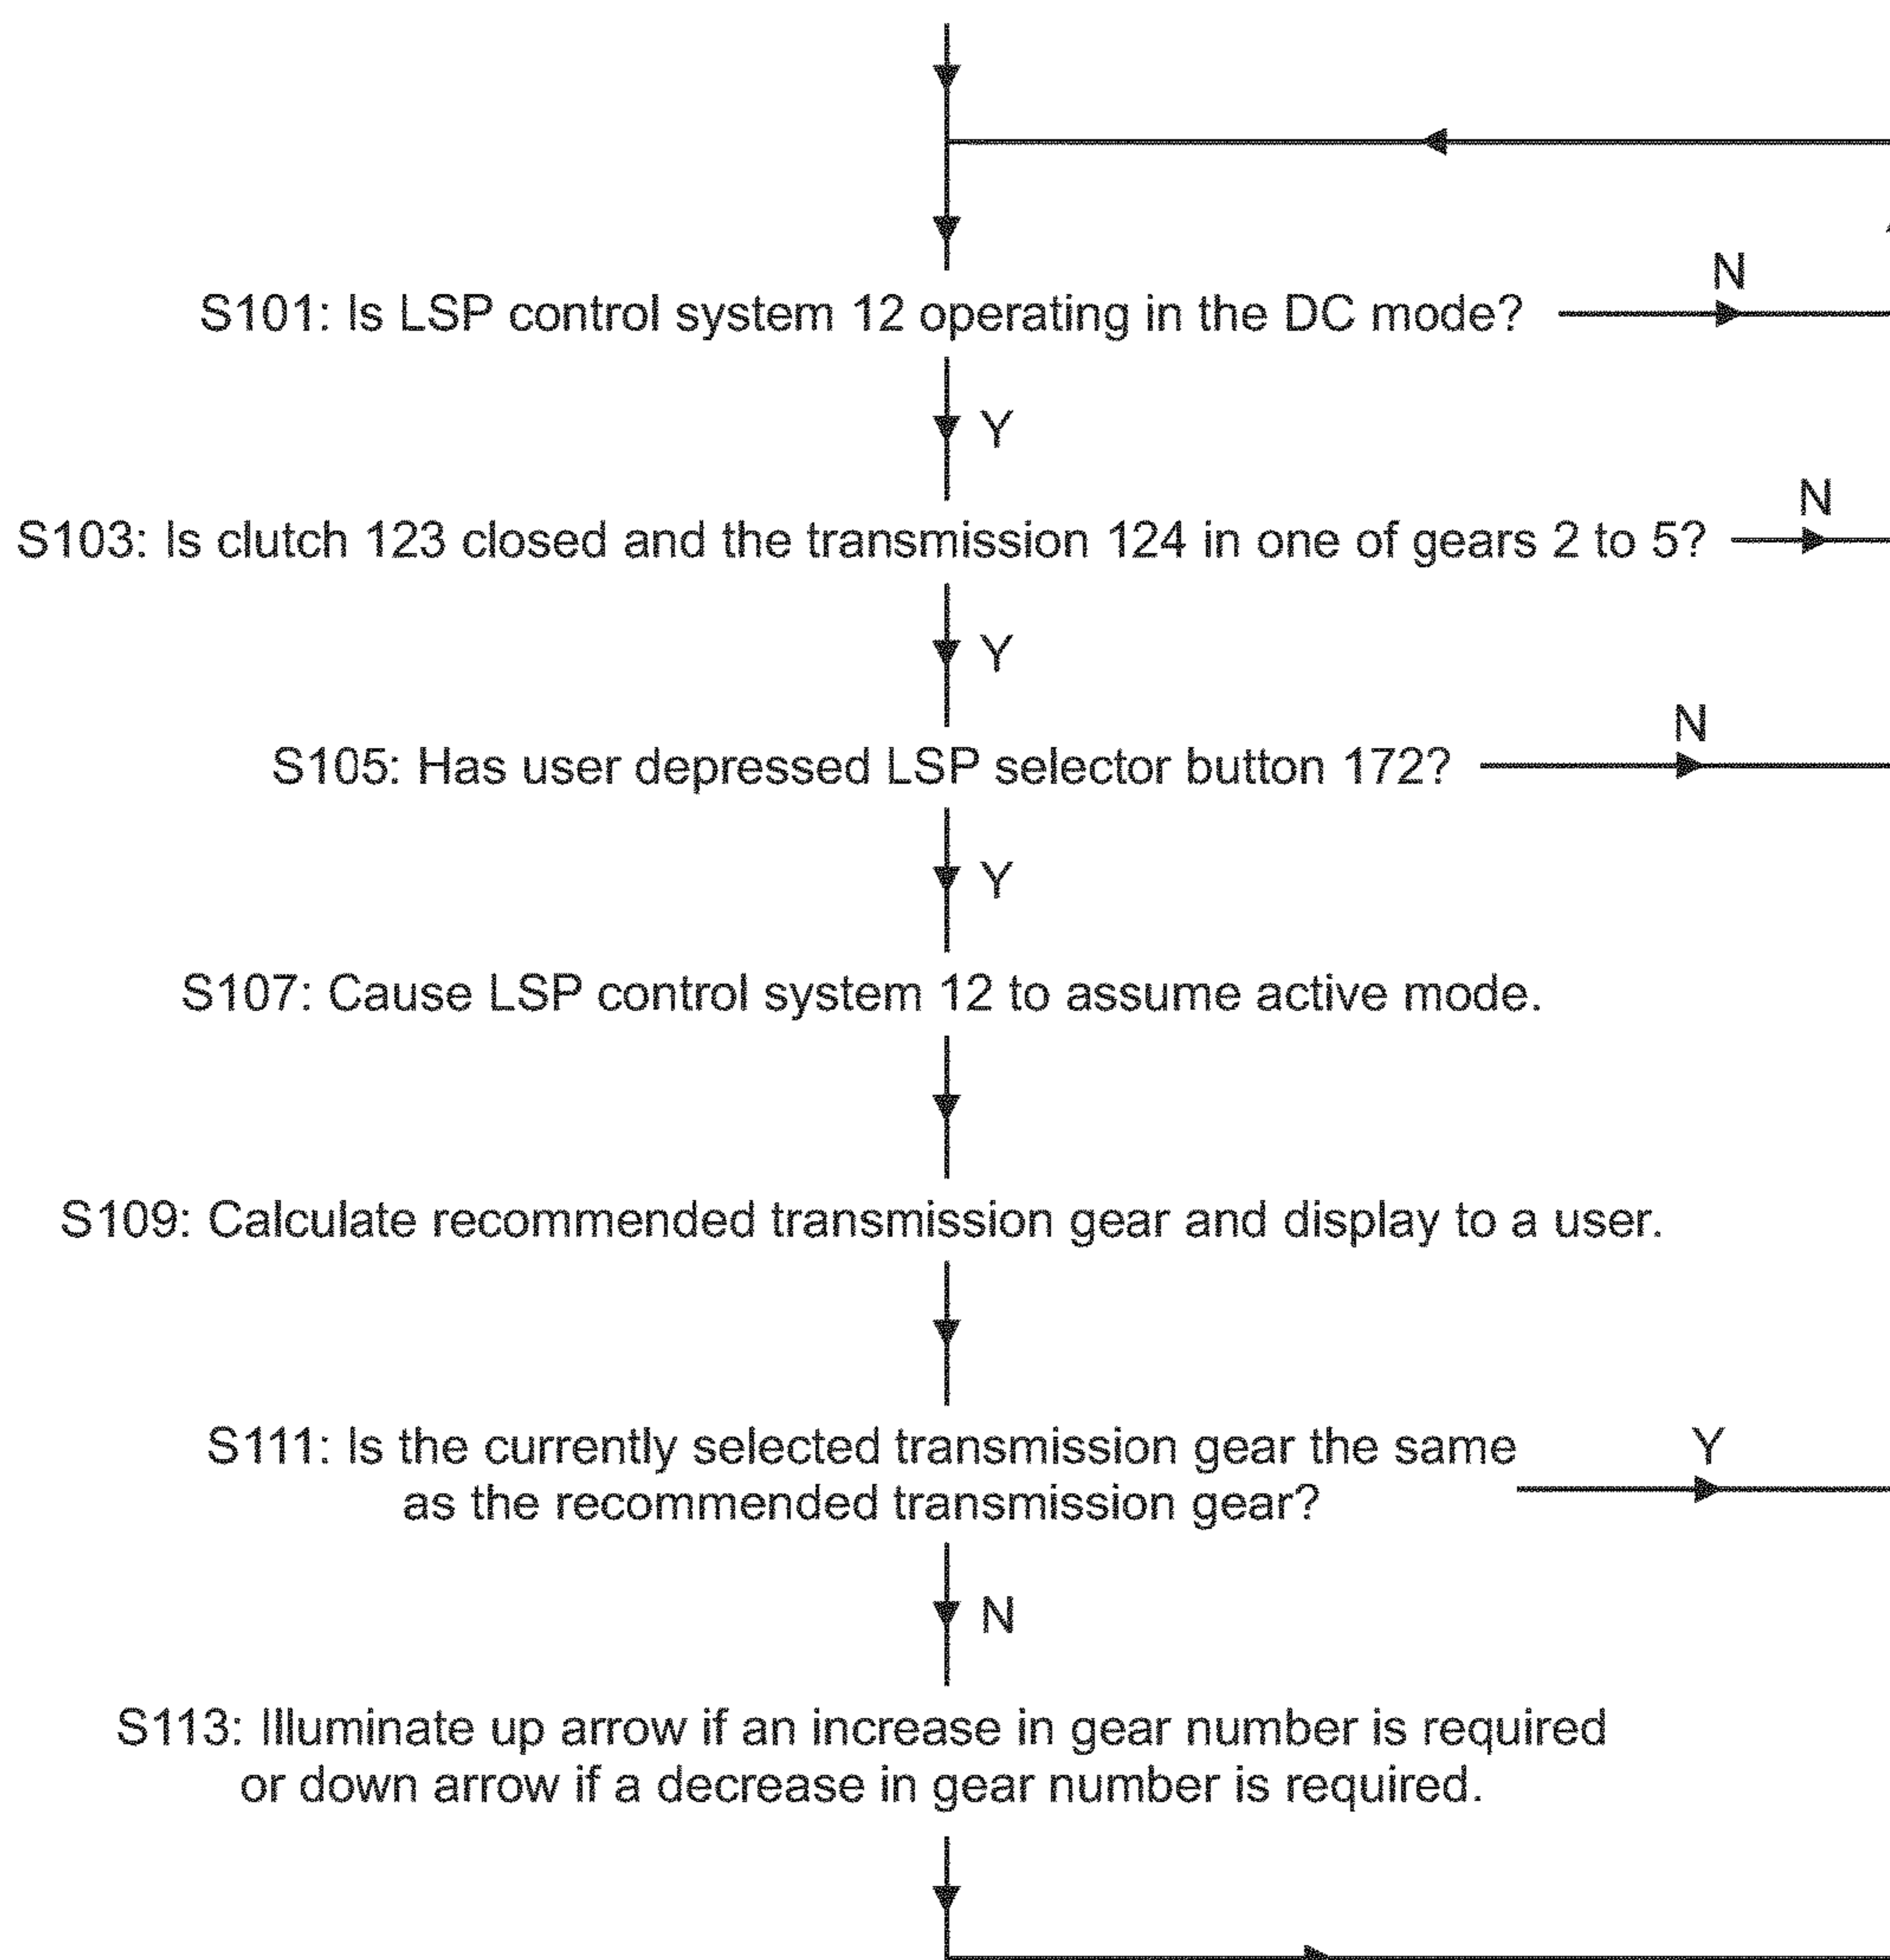 N
S101: Is LSP control system 12 operating in the DC mode?
Y
N
S103: Is clutch 123 closed and the transmission 124 in one of gears 2 to 5?
Y
N
S105: Has user depressed LSP selector button 172?
Y
S107: Cause LSP control system 12 to assume active mode.
S109: Calculate recommended transmission gear and display to a user.
S111: Is the currently selected transmission gear the same
Y
as the recommended transmission gear?
N
S113: Illuminate up arrow if an increase in gear number is required
or down arrow if a decrease in gear number is required.